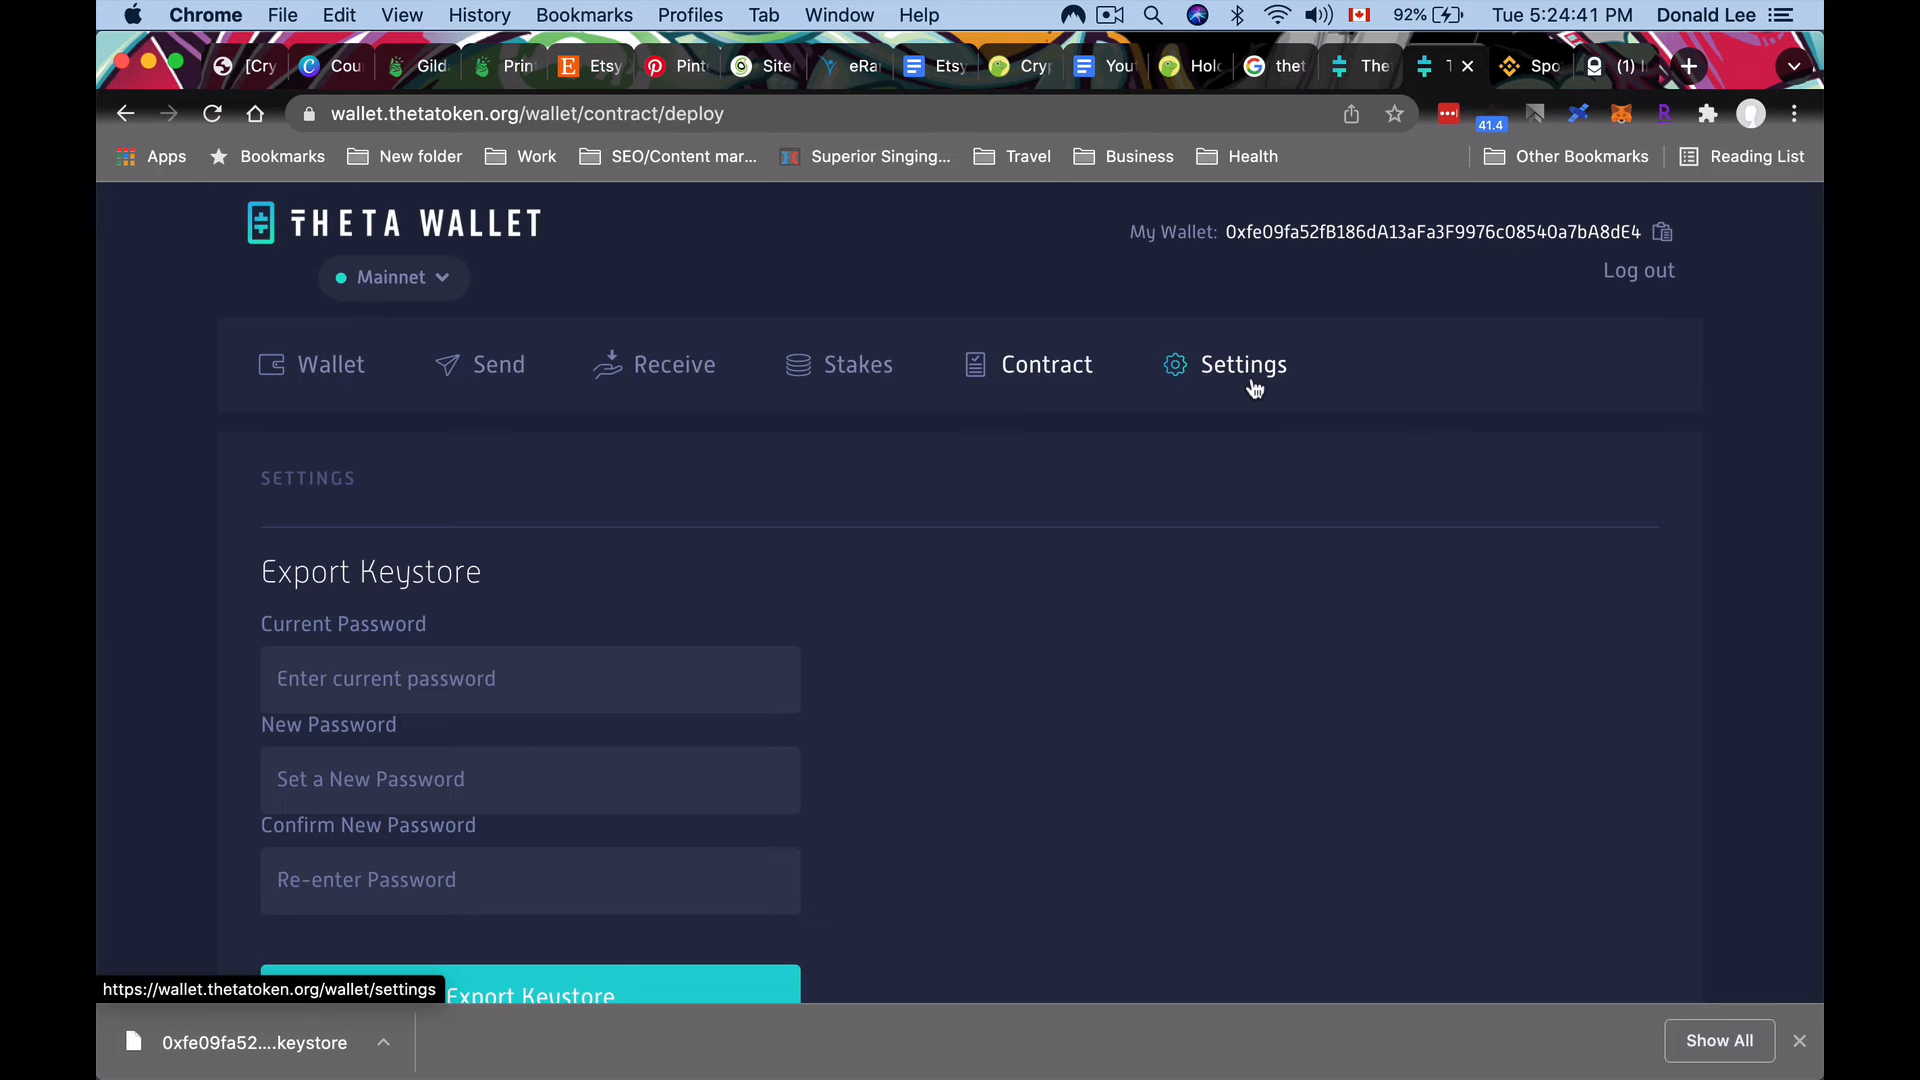 Chrome File Edit View History Bookmarks Profiles Tab Window Help 92% Tue 5:24:41 PM Donald Lee
[Cry Cou Gild Prin Etsy Pint Site eRa Etsy Cry You Hol thet The Spo (1)
wallet.thetatoken.org/wallet/contract/deploy
41.4
Apps Bookmarks New folder Work SEO/Content mar... Superior Singing... Travel Business Health Other Bookmarks Reading List
THETA WALLET
My Wallet: 0xfe09fa52fB186dA13aFa3F9976c08540a7bA8dE4
Mainnet
Log out
Wallet Send Receive Stakes Contract Settings
SETTINGS
Export Keystore
Current Password
Enter current password
New Password
Set a New Password
Confirm New Password
Re-enter Password
Export Keystore
https://wallet.thetatoken.org/wallet/settings
0xfe09fa52....keystore
Show All